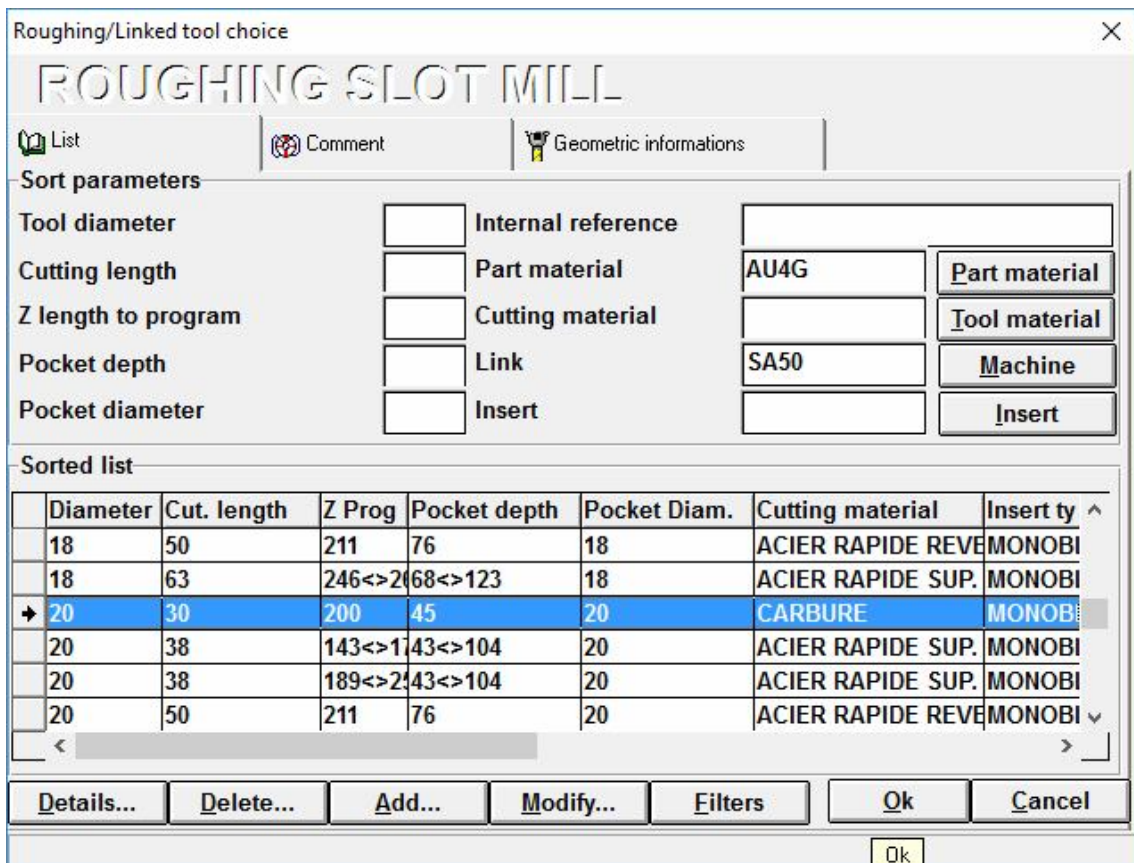 Roughing/Linked tool choice
ROUGHING SLOT MILL
List Comment Geometric informations
Sort parameters
Tool diameter Internal reference
Cutting length Part material AU4G Part material
Z length to program Cutting material Tool material
Pocket depth Link SA50 Machine
Pocket diameter Insert Insert
Sorted list
Diameter Cut. length Z Prog Pocket depth Pocket Diam. Cutting material Insert ty
18 50 211 76 18 ACIER RAPIDE REVE MONOBI
18 63 246<>2 68<>123 18 ACIER RAPIDE SUP. MONOBI
20 30 200 45 20 CARBURE MONOBI
20 38 143<>17 43<>104 20 ACIER RAPIDE SUP. MONOBI
20 38 189<>2 43<>104 20 ACIER RAPIDE SUP. MONOBI
20 50 211 76 20 ACIER RAPIDE REVE MONOBI
Details... Delete... Add... Modify... Filters Ok Cancel
Ok